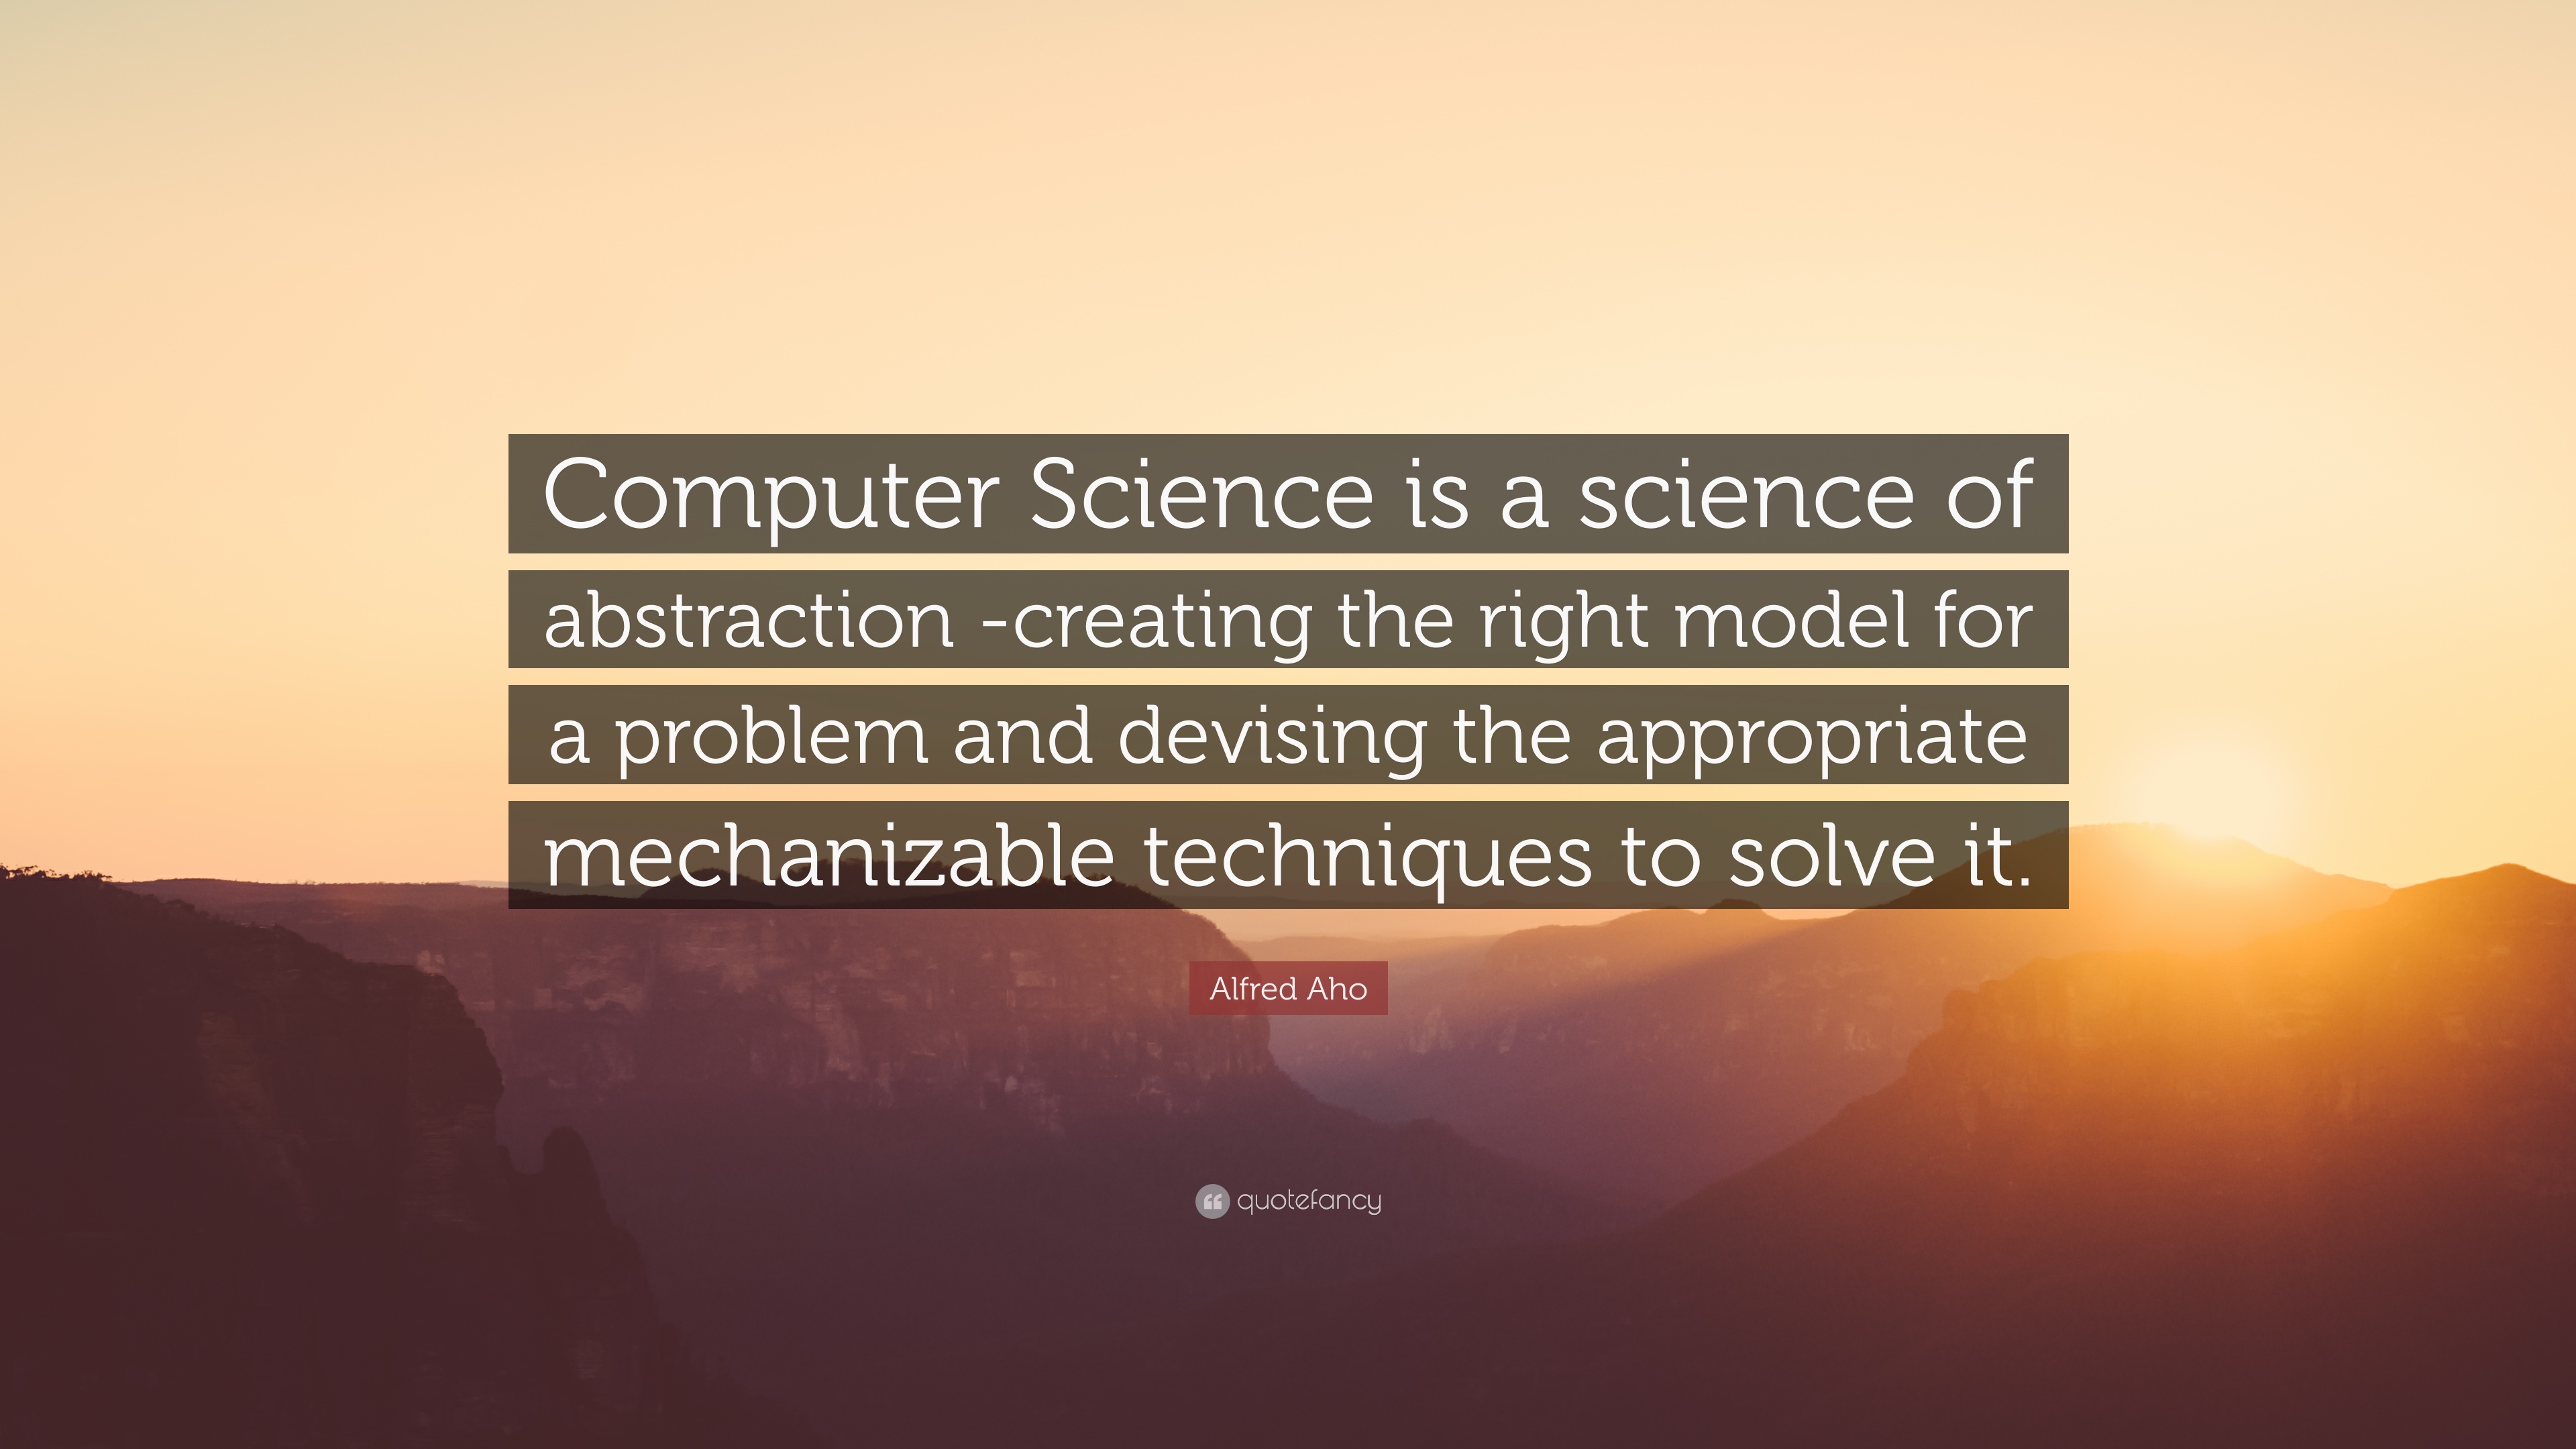 Computer Science is a science of
abstraction -creating the right model for
a problem and devising the appropriate
mechanizable techniques to solve it.
Alfred Aho
quotefancy